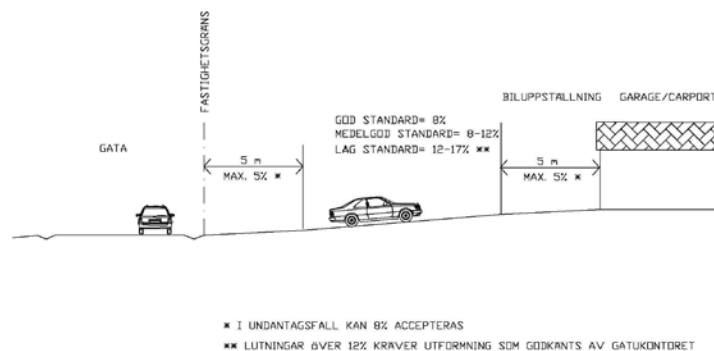 FASTIGHETSGRÄNS
BILUPPSTÄLLNING GARAGE/CARPORT
GOD STANDARD= 8%
MEDELGOD STANDARD= 8-12%
LÅG STANDARD= 12-17% **
GATA
5 m
MAX. 5% *
5 m
MAX. 5% *
* I UNDANTAGSFALL KAN 8% ACCEPTERAS
** LUTNINGAR ÖVER 12% KRÄVER UTFORMNING SOM GODKÄNTS AV GATUKONTORET